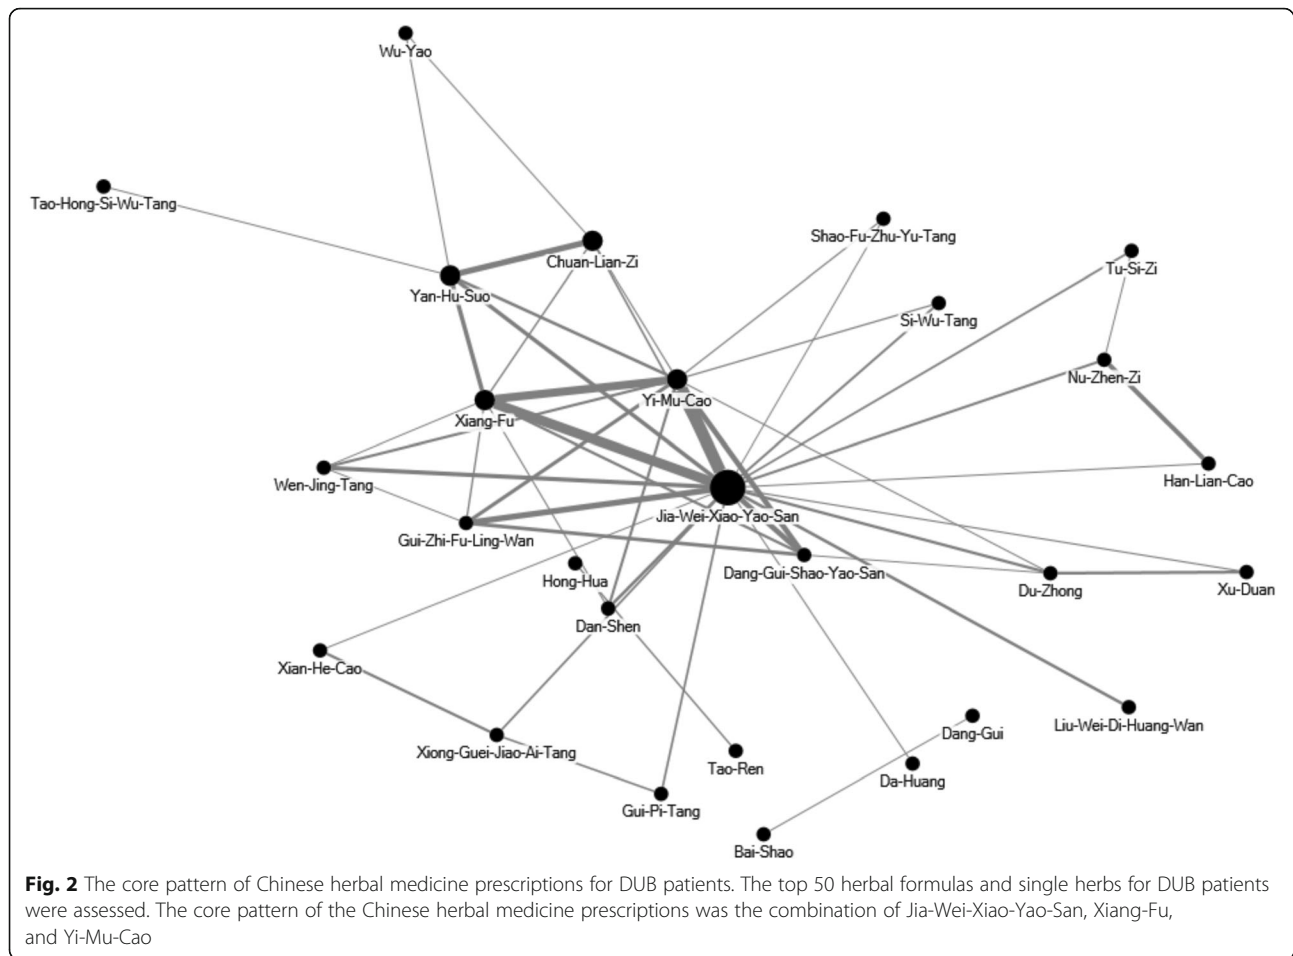 Wu-Yao
Tao-Hong-Si-Wu-Tang
Shao-Fu-Zhu-Yu-Tang
Chuan-Lian-Zi
Tu-Si-Zi
Yan-Hu-Suo
Si-Wu-Tang
Nu-Zhen-Zi
Yi-Mu-Cao
Xiang-Fu
Wen-Jing-Tang
Han-Lian-Cao
Jia-Wei-Xiao-Yao-San
Gui-Zhi-Fu-Ling-Wan
Dang-Gui-Shao-Yao-San
Hong-Hua
Du-Zhong
Xu-Duan
Dan-Shen
Xian-He-Cao
Liu-Wei-Di-Huang-Wan
Dang-Gui
Xiong-Guei-Jiao-Ai-Tang
Tao-Ren
Da-Huang
Gui-Pi-Tang
Bai-Shao
Fig. 2 The core pattern of Chinese herbal medicine prescriptions for DUB patients. The top 50 herbal formulas and single herbs for DUB patients
were assessed. The core pattern of the Chinese herbal medicine prescriptions was the combination of Jia-Wei-Xiao-Yao-San, Xiang-Fu,
and Yi-Mu-Cao